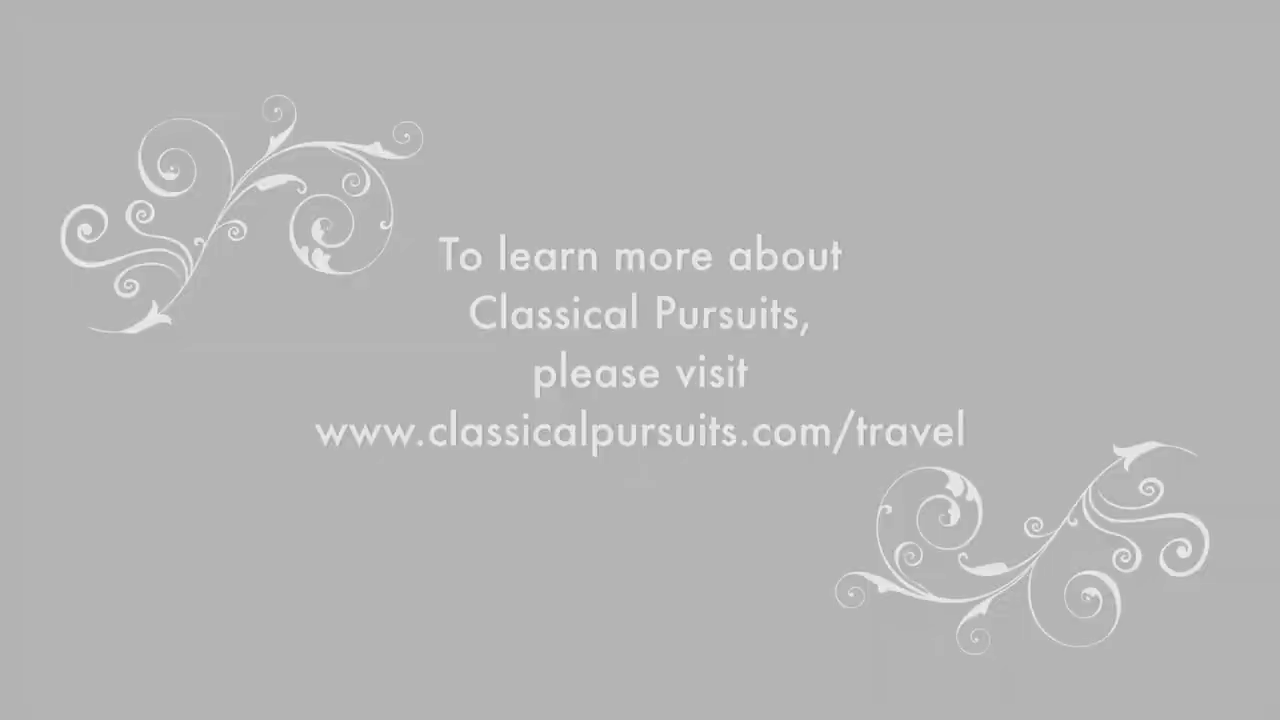 To learn more about
Classical Pursuits,
please visit
www.classicalpursuits.com/travel